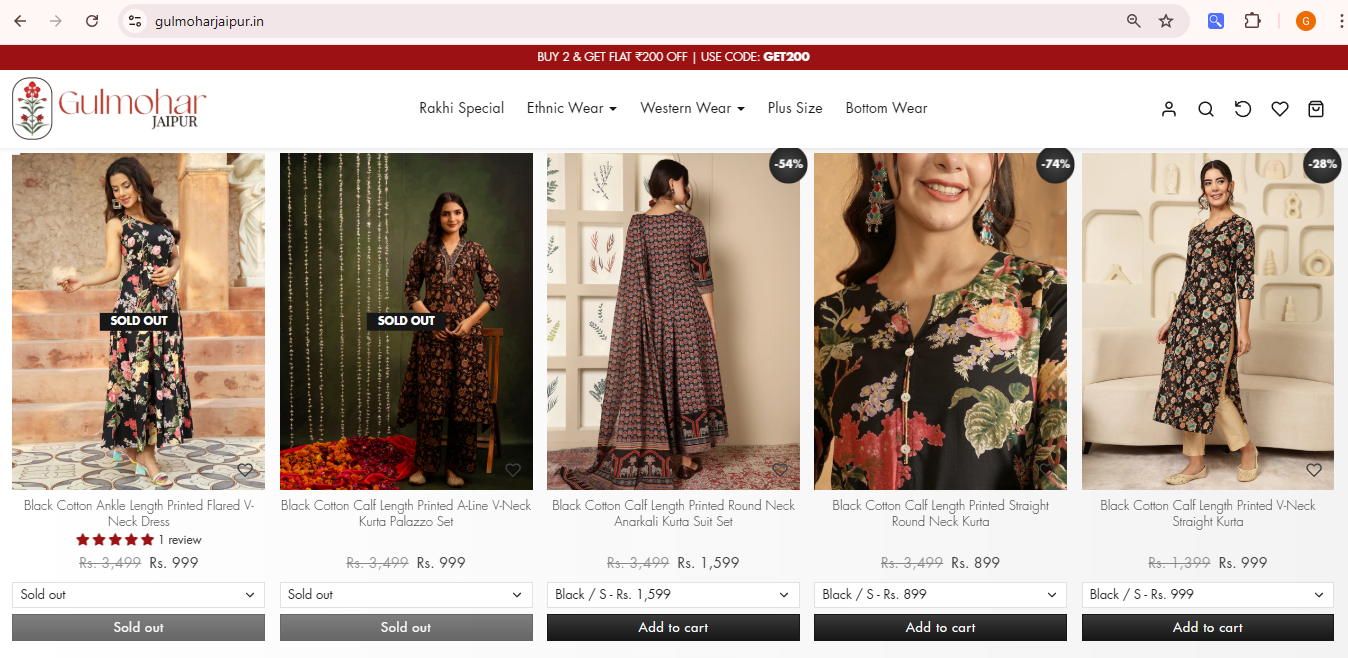 gulmoharjaipur.in
G
BUY 2 & GET FLAT ₹200 OFF | USE CODE: GET200
Gulmohar
JAIPUR
Rakhi Special Ethnic Wear Western Wear Plus Size Bottom Wear
-54% -74% -28%
SOLD OUT SOLD OUT
Black Cotton Ankle Length Printed Flared V-
Neck Dress
1 review
Rs. 3,499 Rs. 999
Sold out
Sold out
Black Cotton Calf Length Printed A-Line V-Neck
Kurta Palazzo Set
Rs. 3,499 Rs. 999
Sold out
Sold out
Black Cotton Calf Length Printed Round Neck
Anarkali Kurta Suit Set
Rs. 3,499 Rs. 1,599
Black / S - Rs. 1,599
Add to cart
Black Cotton Calf Length Printed Straight
Round Neck Kurta
Rs. 3,499 Rs. 899
Black / S - Rs. 899
Add to cart
Black Cotton Calf Length Printed V-Neck
Straight Kurta
Rs. 1,399 Rs. 999
Black / S - Rs. 999
Add to cart